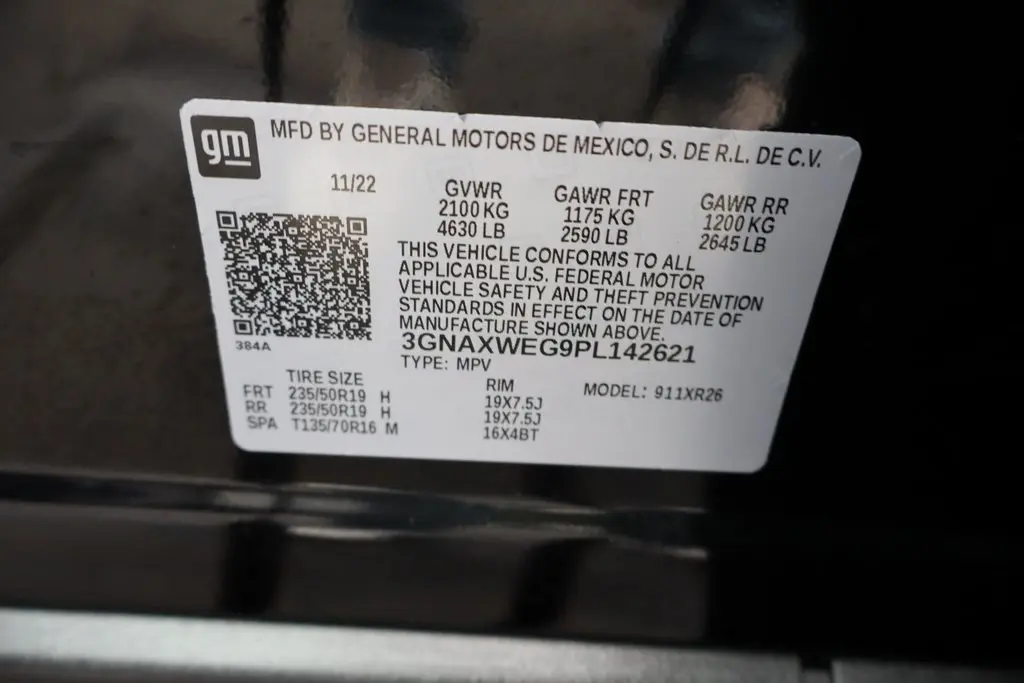 gm
MFD BY GENERAL MOTORS DE MEXICO, S. DE R.L. DE C.V.
11/22
GVWR GAWR FRT GAWR RR
2100 KG 1175 KG 1200 KG
4630 LB 2590 LB 2645 LB
THIS VEHICLE CONFORMS TO ALL
APPLICABLE U.S. FEDERAL MOTOR
VEHICLE SAFETY AND THEFT PREVENTION
STANDARDS IN EFFECT ON THE DATE OF
MANUFACTURE SHOWN ABOVE.
384A
3GNAXWEG9PL142621
TYPE: MPV
TIRE SIZE RIM MODEL: 911XR26
FRT 235/50R19 H 19X7.5J
RR 235/50R19 H 19X7.5J
SPA T135/70R16 M 16X4BT